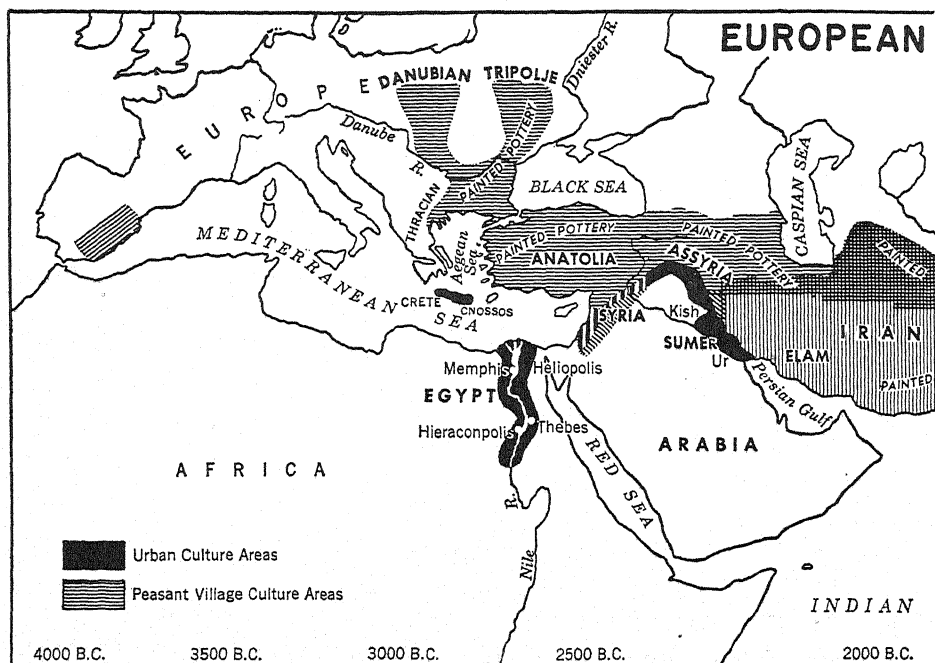 EUROPEAN
EUROPE
DANUBIAN TRIPOLJE
Dniester R.
Danube R.
PAINTED-POTTERY
BLACK SEA
CASPIAN SEA
THRACIAN
Aegean
Sea
PAINTED-POTTERY
PAINTED-POTTERY
ANATOLIA
ASSYRIA
PAINTED
MEDITERRANEAN SEA
CRETE
CNOSSOS
SYRIA
Kish
SUMER
Ur
ELAM
IRAN
PAINTED
Persian Gulf
Memphis
Heliopolis
EGYPT
Hieraconpolis
Thebes
RED SEA
ARABIA
AFRICA
Nile R.
Urban Culture Areas
Peasant Village Culture Areas
INDIAN
4000 B.C. 3500 B.C. 3000 B.C. 2500 B.C. 2000 B.C.